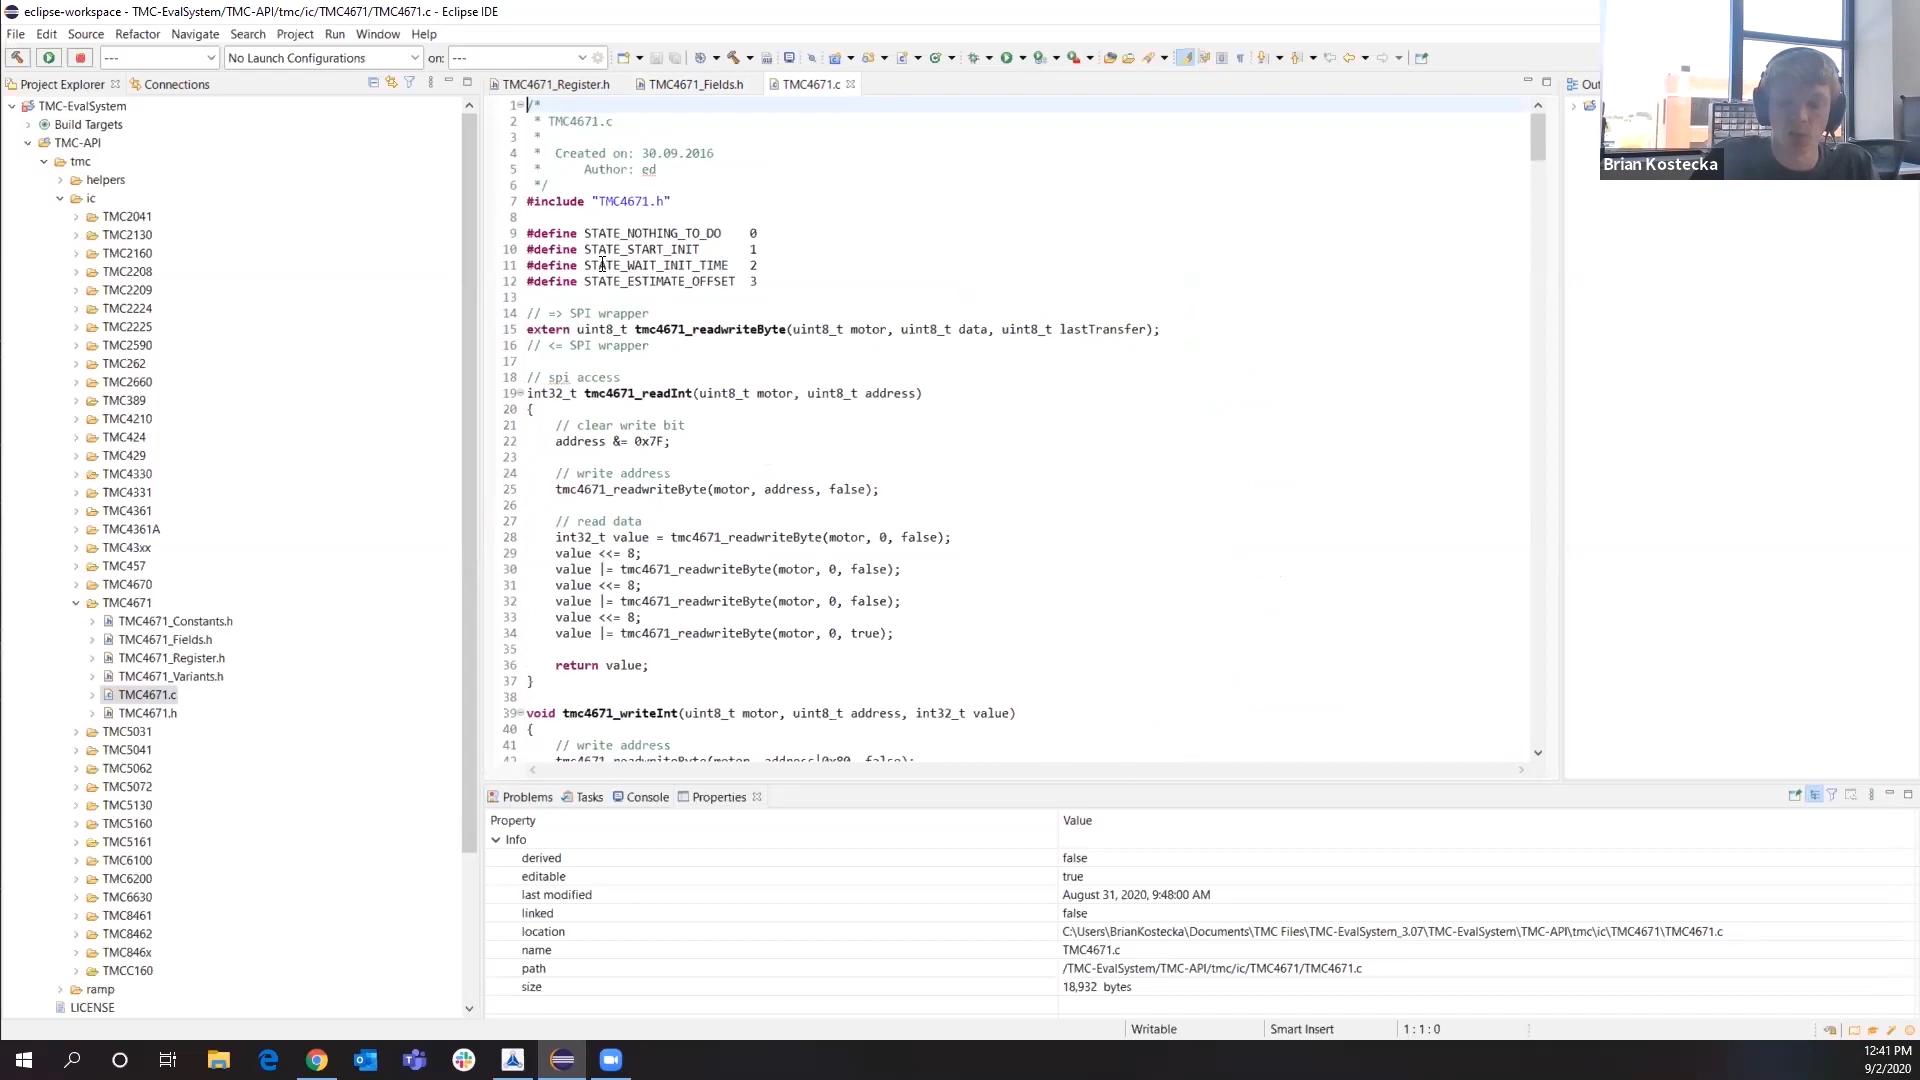 eclipse-workspace - TMC-EvalSystem/TMC-API/tmc/ic/TMC4671/TMC4671.c - Eclipse IDE
File Edit Source Refactor Navigate Search Project Run Window Help
--- No Launch Configurations on: ---
Project Explorer Connections
TMC4671_Register.h TMC4671_Fields.h TMC4671.c
Out
TMC-EvalSystem
Build Targets
TMC-API
tmc
helpers
ic
TMC2041
TMC2130
TMC2160
TMC2208
TMC2209
TMC2224
TMC2225
TMC2590
TMC262
TMC2660
TMC389
TMC4210
TMC424
TMC429
TMC4330
TMC4331
TMC4361
TMC4361A
TMC43xx
TMC457
TMC4670
TMC4671
TMC4671_Constants.h
TMC4671_Fields.h
TMC4671_Register.h
TMC4671_Variants.h
TMC4671.c
TMC4671.h
TMC5031
TMC5041
TMC5062
TMC5072
TMC5130
TMC5160
TMC5161
TMC6100
TMC6200
TMC6630
TMC8461
TMC8462
TMC846x
TMCC160
ramp
LICENSE
1 /*
2 * TMC4671.c
3 *
4 * Created on: 30.09.2016
5 * Author: ed
6 */
7 #include "TMC4671.h"
8
9 #define STATE_NOTHING_TO_DO 0
10 #define STATE_START_INIT 1
11 #define STATE_WAIT_INIT_TIME 2
12 #define STATE_ESTIMATE_OFFSET 3
13
14 // => SPI wrapper
15 extern uint8_t tmc4671_readwriteByte(uint8_t motor, uint8_t data, uint8_t lastTransfer);
16 // <= SPI wrapper
17
18 // spi access
19 int32_t tmc4671_readInt(uint8_t motor, uint8_t address)
20 {
21 // clear write bit
22 address &= 0x7F;
23
24 // write address
25 tmc4671_readwriteByte(motor, address, false);
26
27 // read data
28 int32_t value = tmc4671_readwriteByte(motor, 0, false);
29 value <<= 8;
30 value |= tmc4671_readwriteByte(motor, 0, false);
31 value <<= 8;
32 value |= tmc4671_readwriteByte(motor, 0, false);
33 value <<= 8;
34 value |= tmc4671_readwriteByte(motor, 0, true);
35
36 return value;
37 }
38
39 void tmc4671_writeInt(uint8_t motor, uint8_t address, int32_t value)
40 {
41 // write address
42 tmc4671_readwriteByte(motor, address|0x80, false);
Brian Kostecka
Problems Tasks Console Properties
Property Value
Info
derived false
editable true
last modified August 31, 2020, 9:48:00 AM
linked false
location C:\Users\BrianKostecka\Documents\TMC Files\TMC-EvalSystem_3.07\TMC-EvalSystem\TMC-API\tmc\ic\TMC4671\TMC4671.c
name TMC4671.c
path /TMC-EvalSystem/TMC-API/tmc/ic/TMC4671/TMC4671.c
size 18,932 bytes
Writable Smart Insert 1 : 1 : 0
12:41 PM
9/2/2020